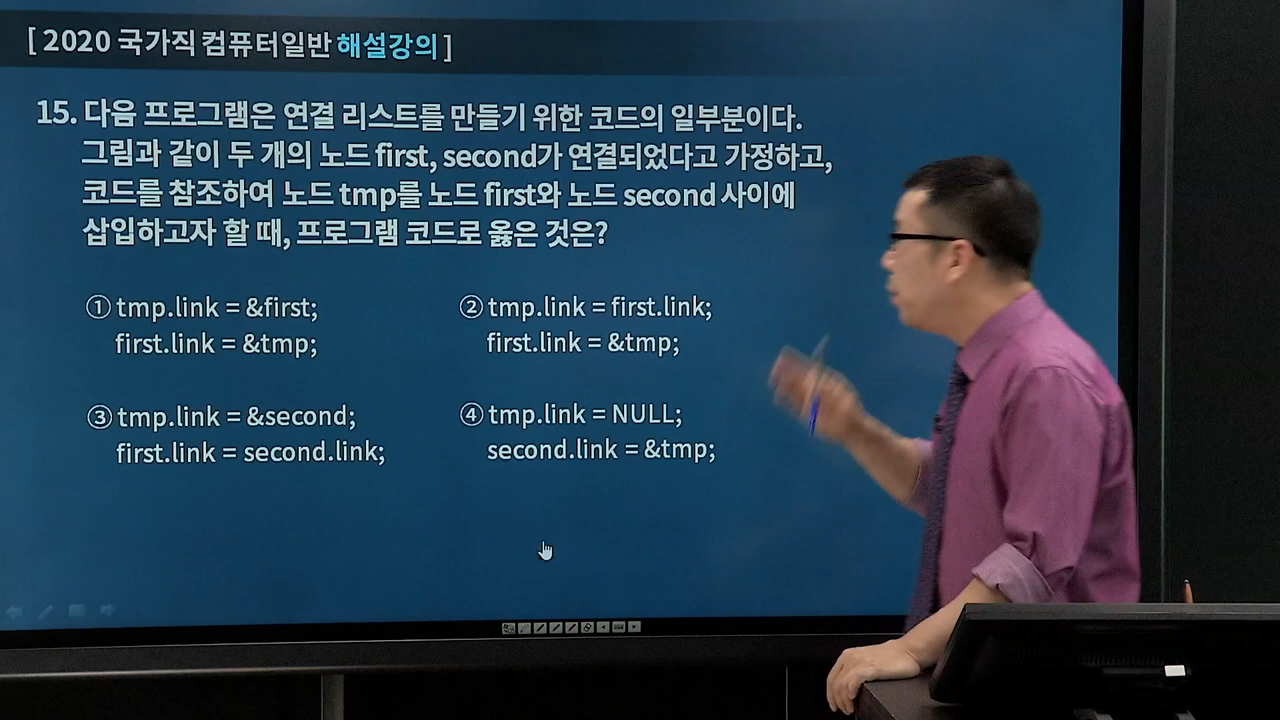 [ 2020 국가직 컴퓨터일반 해설강의 ]
15. 다음 프로그램은 연결 리스트를 만들기 위한 코드의 일부분이다.
그림과 같이 두 개의 노드 first, second가 연결되었다고 가정하고,
코드를 참조하여 노드 tmp를 노드 first와 노드 second 사이에
삽입하고자 할 때, 프로그램 코드로 옳은 것은?
① tmp.link = &first;
first.link = &tmp;
② tmp.link = first.link;
first.link = &tmp;
③ tmp.link = &second;
first.link = second.link;
④ tmp.link = NULL;
second.link = &tmp;